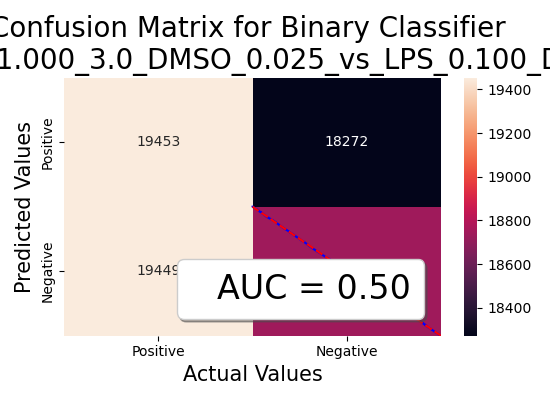 Confusion Matrix for Binary Classifier
1.000_3.0_DMSO_0.025_vs_LPS_0.100_D
19453
18272
19449
AUC = 0.50
Positive
Negative
Predicted Values
Positive
Negative
Actual Values
19400
19200
19000
18800
18600
18400